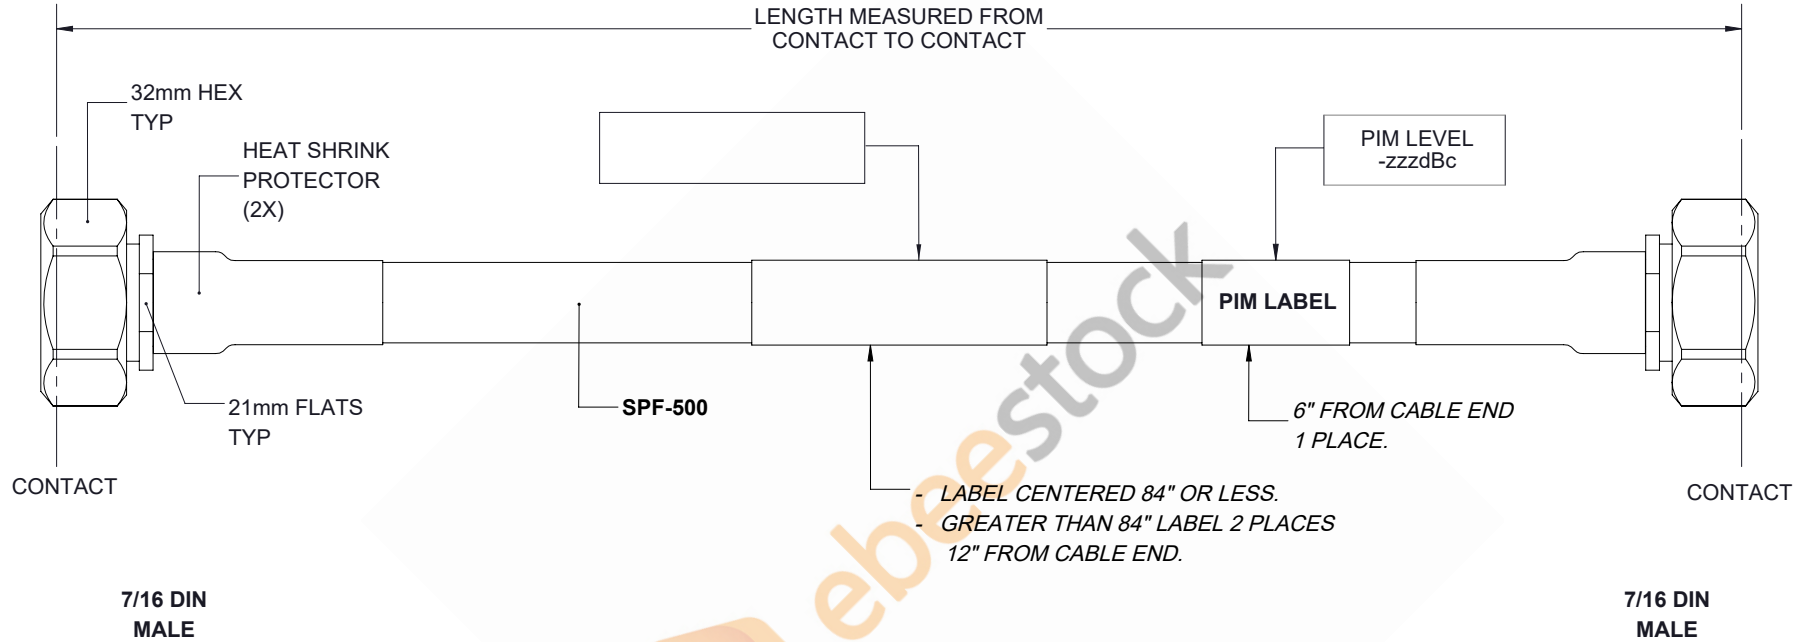 LENGTH MEASURED FROM
CONTACT TO CONTACT
32mm HEX
TYP
HEAT SHRINK
PROTECTOR
(2X)
PIM LEVEL
-zzzdBc
PIM LABEL
21mm FLATS
TYP
SPF-500
6" FROM CABLE END
1 PLACE.
CONTACT
CONTACT
- LABEL CENTERED 84" OR LESS.
- GREATER THAN 84" LABEL 2 PLACES
12" FROM CABLE END.
7/16 DIN
MALE
7/16 DIN
MALE
ebeestock